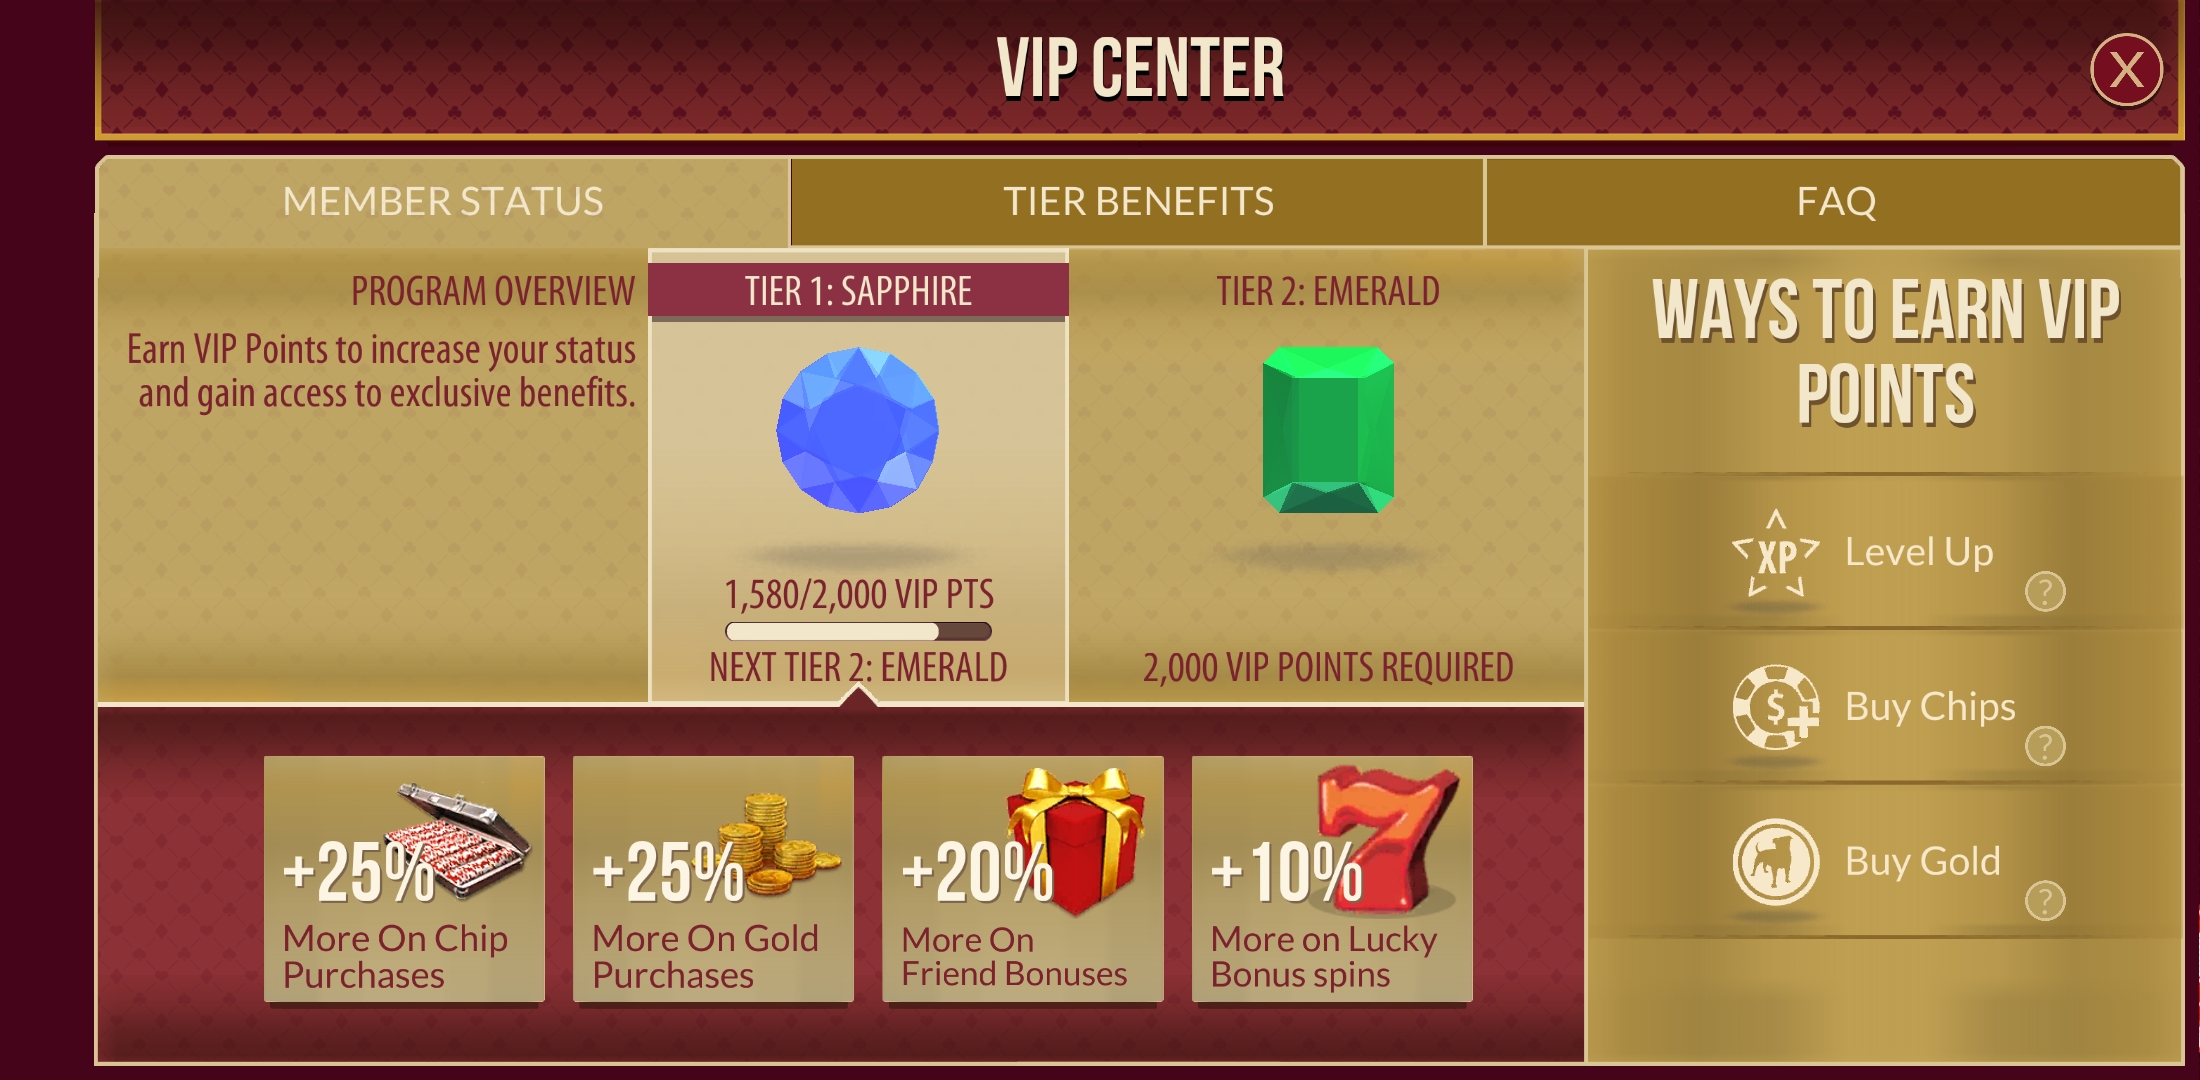 VIP CENTER
X
MEMBER STATUS
TIER BENEFITS
FAQ
PROGRAM OVERVIEW
Earn VIP Points to increase your status
and gain access to exclusive benefits.
TIER 1: SAPPHIRE
1,580/2,000 VIP PTS
NEXT TIER 2: EMERALD
TIER 2: EMERALD
2,000 VIP POINTS REQUIRED
+25%
More On Chip
Purchases
+25%
More On Gold
Purchases
+20%
More On
Friend Bonuses
+10%
More on Lucky
Bonus spins
WAYS TO EARN VIP
POINTS
XP
Level Up
?
$
Buy Chips
?
Buy Gold
?